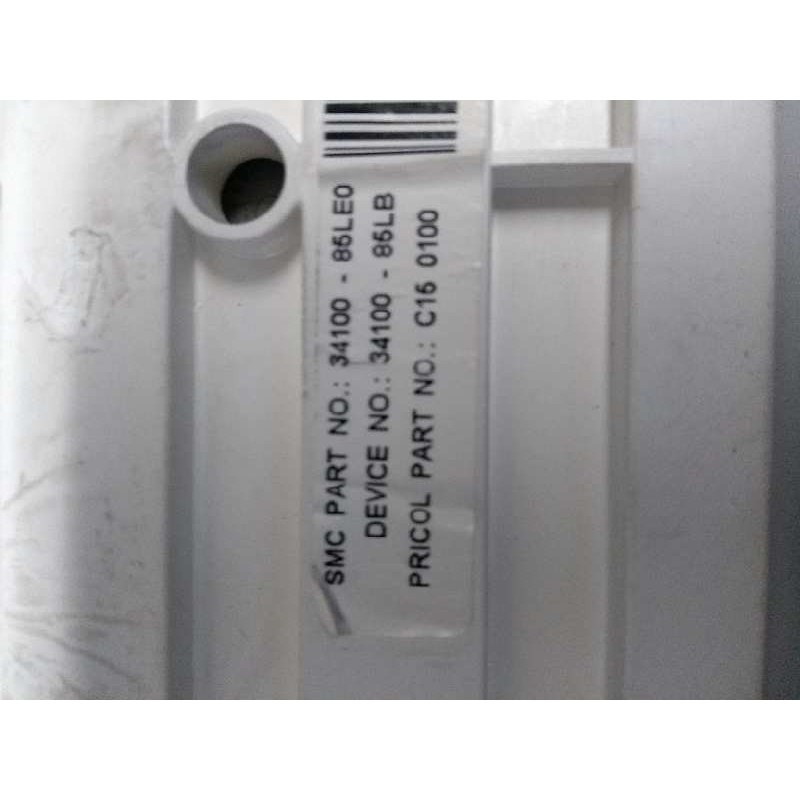 SMC PART NO.: 34100 - 85LE0
DEVICE NO.: 34100 - 85LB
PRICOL PART NO.: C15 0100